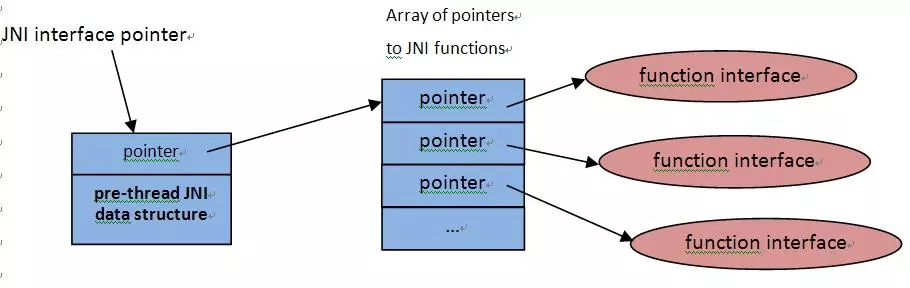 JNI interface pointer
Array of pointers
to JNI functions
pointer
pre-thread JNI
data structure
pointer
pointer
pointer
...
function interface
function interface
function interface